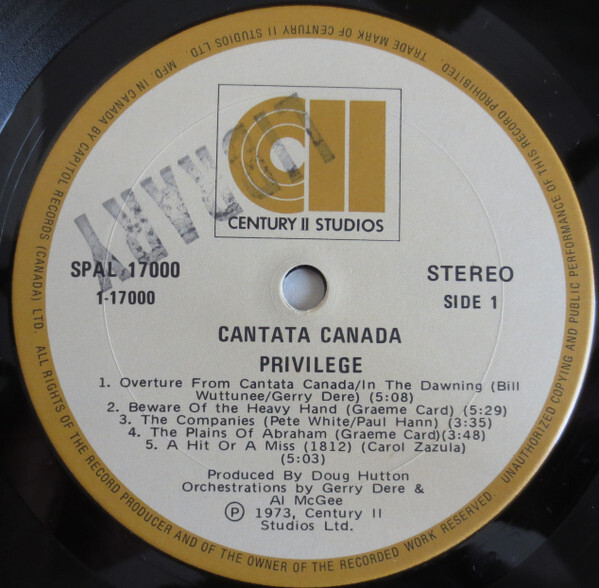 MFD. IN CANADA BY CAPITOL RECORDS (CANADA) LTD. ALL RIGHTS OF THE RECORD PRODUCER AND OF THE OWNER OF THE RECORDED WORK RESERVED. UNAUTHORIZED COPYING AND PUBLIC PERFORMANCE OF THIS RECORD PROHIBITED. TRADE MARK OF CENTURY II STUDIOS LTD.
CII
LIBRARY
CENTURY II STUDIOS
SPAL 17000
1-17000
STEREO
SIDE 1
CANTATA CANADA
PRIVILEGE
1. Overture From Cantata Canada/In The Dawning (Bill
Wuttunee/Gerry Dere) (5:08)
2. Beware Of the Heavy Hand (Graeme Card) (5:29)
3. The Companies (Pete White/Paul Hann) (3:35)
4. The Plains Of Abraham (Graeme Card)(3:48)
5. A Hit Or A Miss (1812) (Carol Zazula)
(5:03)
Produced By Doug Hutton
Orchestrations by Gerry Dere &
Al McGee
Ⓟ 1973, Century II
Studios Ltd.